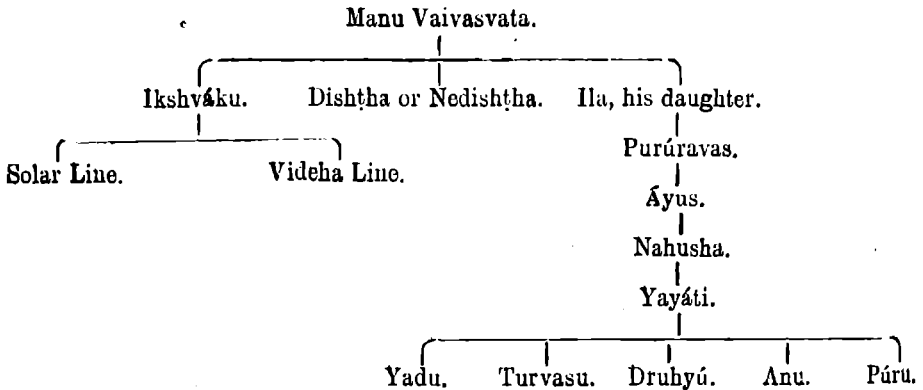 Manu Vaivasvata.
Ikshváku. Dishṭha or Nedishṭha. Ila, his daughter.
Purúravas.
Solar Line. Videha Line.
Áyus.
Nahusha.
Yayáti.
Yadu. Turvasu. Druhyú. Anu. Púru.